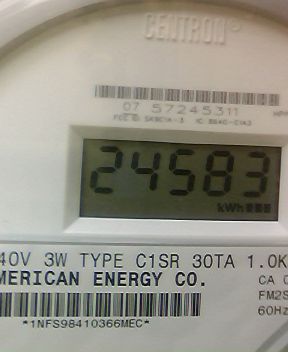 CENTRON
07 57245311
24583
kWh
40V 3W TYPE C1SR 30TA 1.0K
MERICAN ENERGY CO.
CA
FM2S
60Hz
*1NFS98410366MEC*